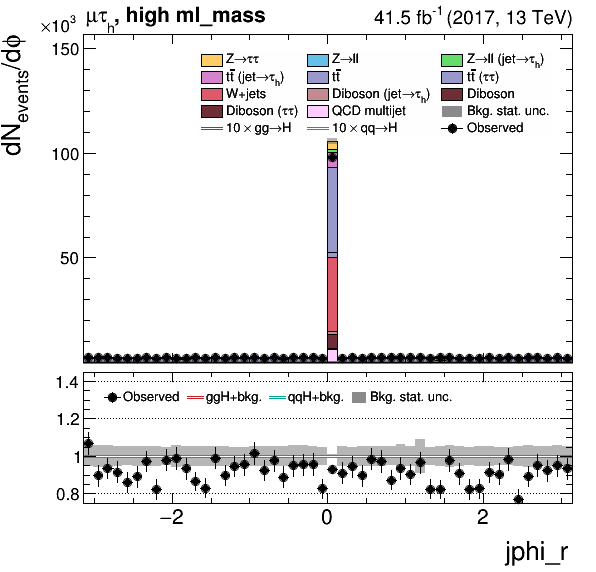 μτh, high ml_mass 41.5 fb-1 (2017, 13 TeV)
×10³
dNevents/dϕ
150
Z→ττ Z→ll Z→ll (jet→τh)
tt̄ (jet→τh) tt̄ tt̄ (ττ)
W+jets Diboson (jet→τh) Diboson
Diboson (ττ) QCD multijet Bkg. stat. unc.
10 × gg→H 10 × qq→H Observed
100
50
1.4
Observed ggH+bkg. qqH+bkg. Bkg. stat. unc.
1.2
1
0.8
−2 0 2
jphi_r